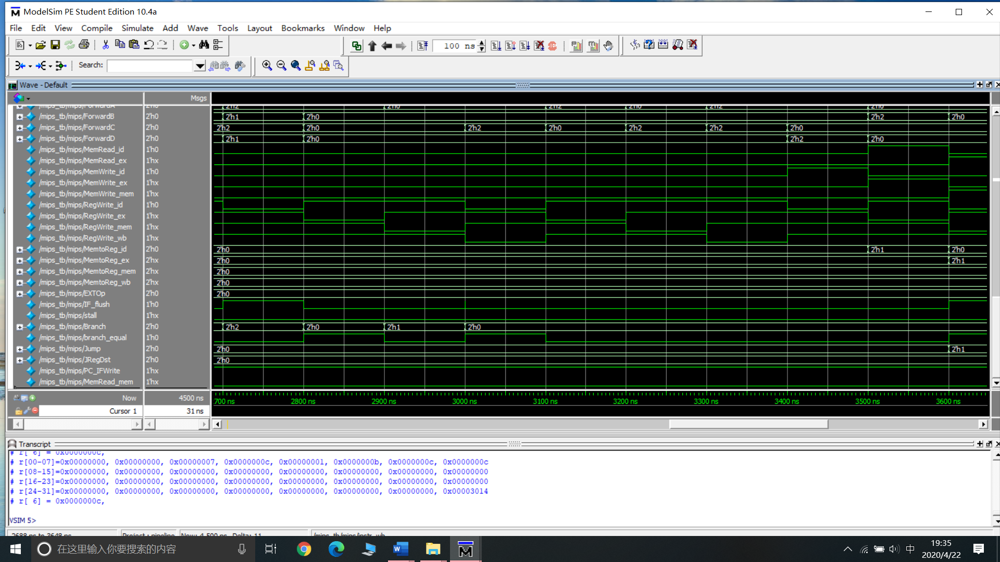 ModelSim PE Student Edition 10.4a
File Edit View Compile Simulate Add Wave Tools Layout Bookmarks Window Help
100 ns
Search:
Wave - Default
Msgs
/mips_tb/mips/ForwardA 2'h0 2'h2 2'h0 2'h2 2'h0 2'h2 2'h0
/mips_tb/mips/ForwardB 2'h0 2'h1 2'h0 2'h2 2'h0
/mips_tb/mips/ForwardC 2'h0 2'h2 2'h0 2'h2 2'h0 2'h2 2'h2 2'h0
/mips_tb/mips/ForwardD 2'h0 2'h1 2'h0 2'h2 2'h0
/mips_tb/mips/MemRead_id 1'h0
/mips_tb/mips/MemRead_ex 1'hx
/mips_tb/mips/MemWrite_id 1'h0
/mips_tb/mips/MemWrite_ex 1'hx
/mips_tb/mips/MemWrite_mem 1'hx
/mips_tb/mips/RegWrite_id 1'h0
/mips_tb/mips/RegWrite_ex 1'hx
/mips_tb/mips/RegWrite_mem 1'hx
/mips_tb/mips/RegWrite_wb 1'hx
/mips_tb/mips/MemtoReg_id 2'h0 2'h0 2'h1 2'h0
/mips_tb/mips/MemtoReg_ex 2'hx 2'h0 2'h1
/mips_tb/mips/MemtoReg_mem 2'hx 2'h0
/mips_tb/mips/MemtoReg_wb 2'hx 2'h0
/mips_tb/mips/EXTOp 2'h0 2'h0
/mips_tb/mips/IF_flush 1'h0
/mips_tb/mips/stall 1'hx
/mips_tb/mips/Branch 2'h0 2'h2 2'h0 2'h1 2'h0
/mips_tb/mips/branch_equal 1'h0
/mips_tb/mips/Jump 2'h0 2'h0 2'h1
/mips_tb/mips/JRegDst 2'h0 2'h0
/mips_tb/mips/PC_IFWrite 1'hx
/mips_tb/mips/MemRead_mem 1'hx
Now 4500 ns 700 ns 2800 ns 2900 ns 3000 ns 3100 ns 3200 ns 3300 ns 3400 ns 3500 ns 3600 ns
Cursor 1 31 ns
Transcript
# r[ 6] = 0x0000000c,
# r[00-07]=0x00000000, 0x00000000, 0x00000007, 0x0000000c, 0x00000001, 0x0000000b, 0x0000000c, 0x0000000c
# r[08-15]=0x00000000, 0x00000000, 0x00000000, 0x00000000, 0x00000000, 0x00000000, 0x00000000, 0x00000000
# r[16-23]=0x00000000, 0x00000000, 0x00000000, 0x00000000, 0x00000000, 0x00000000, 0x00000000, 0x00000000
# r[24-31]=0x00000000, 0x00000000, 0x00000000, 0x00000000, 0x00000000, 0x00000000, 0x00000000, 0x00003014
# r[ 6] = 0x0000000c,
VSIM 5>
2688 ns to 3648 ns Project : pipeline Now: 4,500 ns Delta: 11 /mips_tb/mips/instr_wb
在这里输入你要搜索的内容
中
19:35
2020/4/22